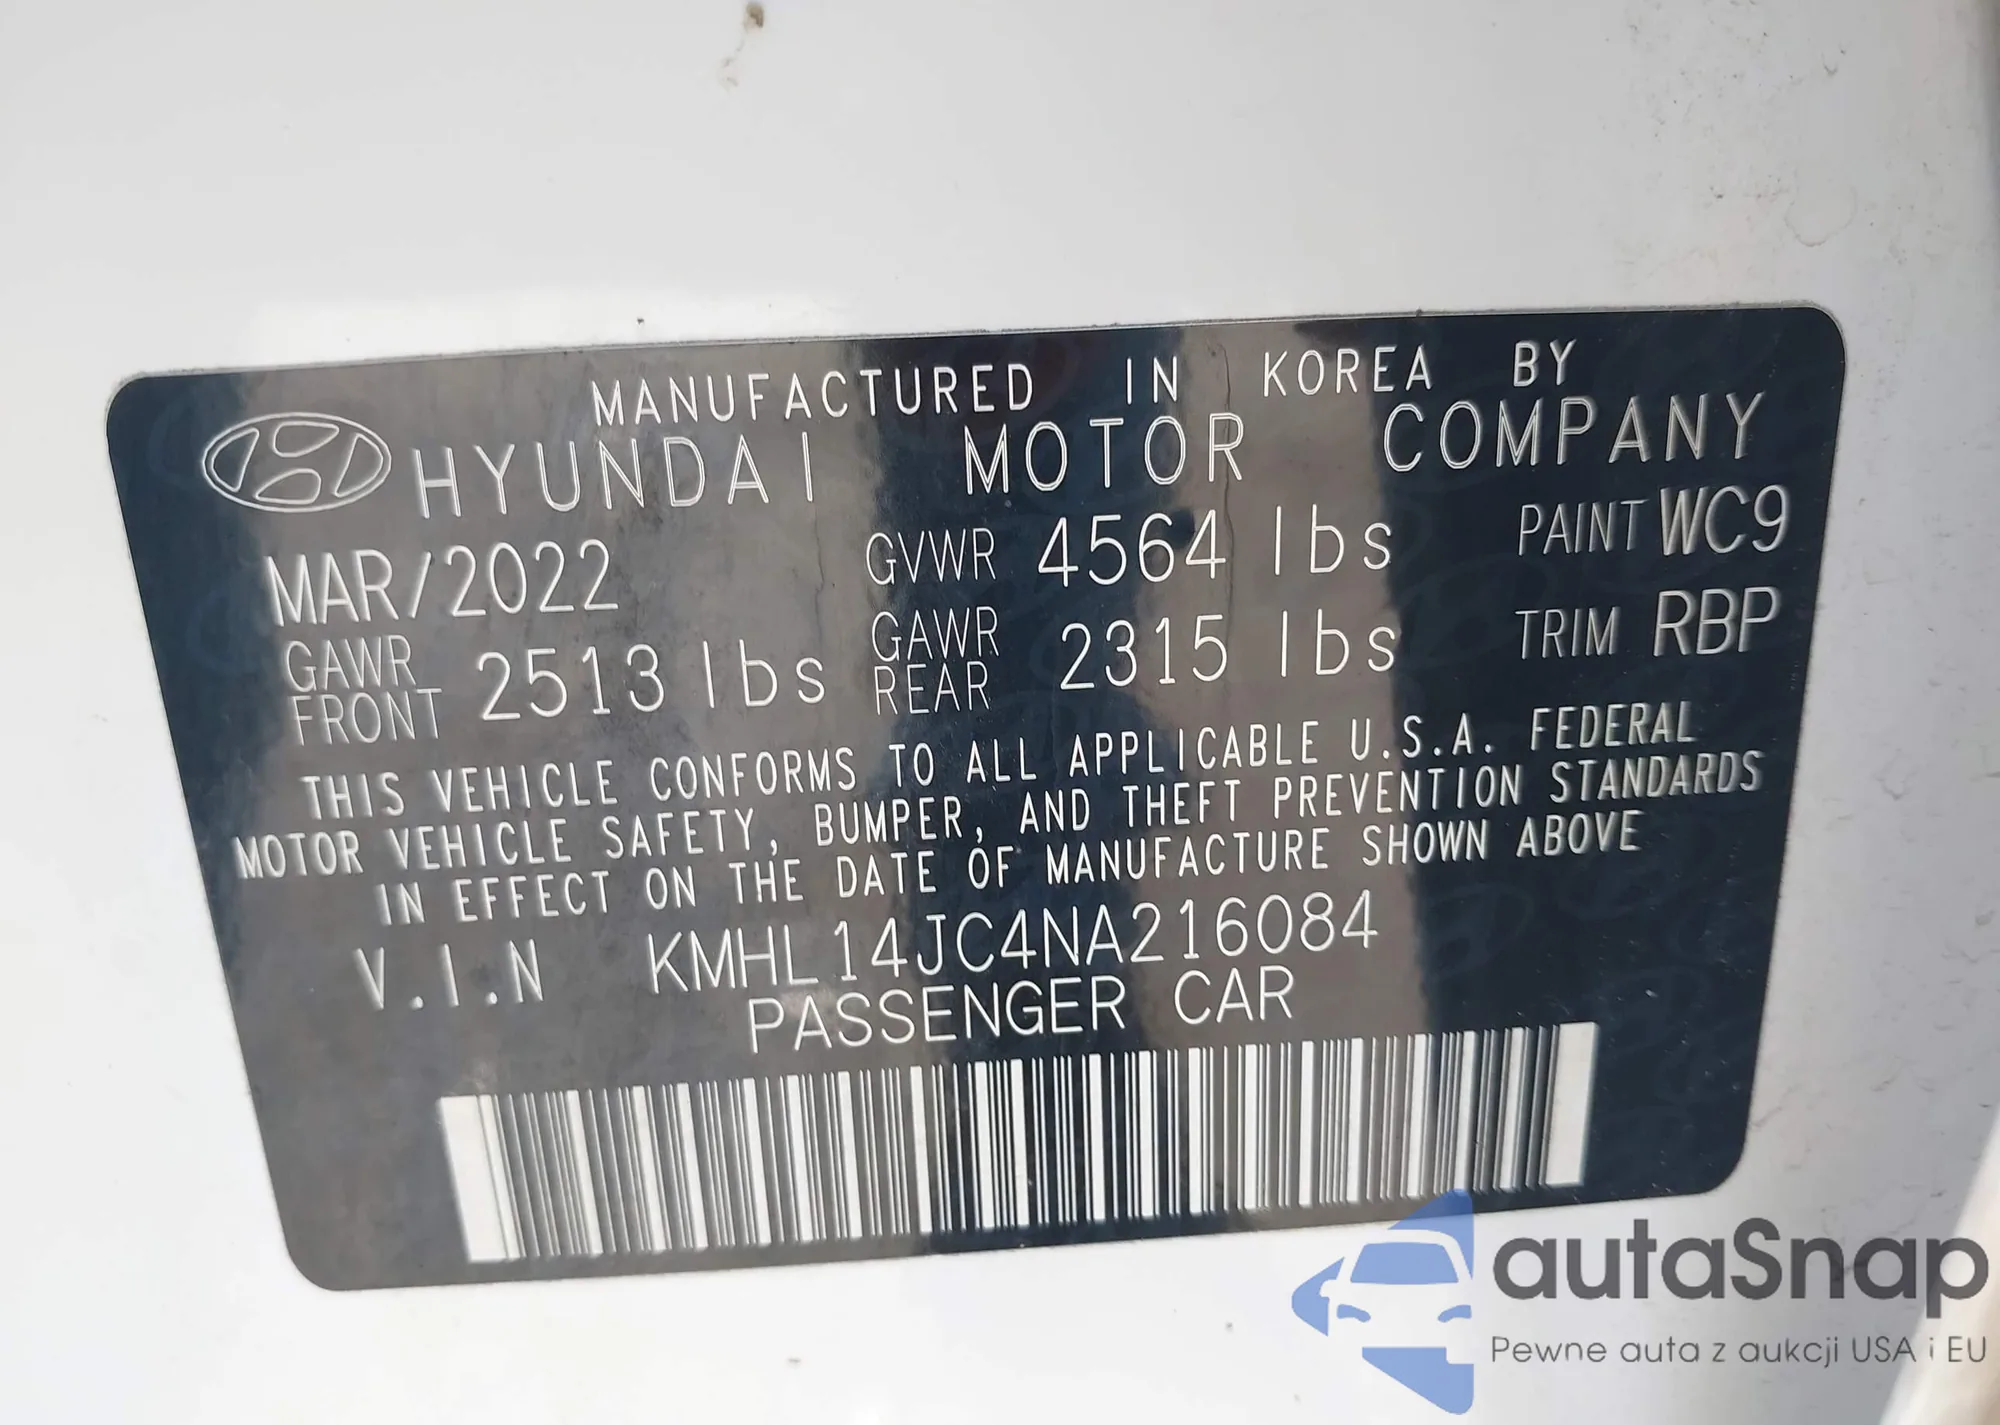 MANUFACTURED IN KOREA BY
HYUNDAI MOTOR COMPANY
MAR/2022 GVWR 4564 lbs PAINT WC9
GAWR FRONT 2513 lbs GAWR REAR 2315 lbs TRIM RBP
THIS VEHICLE CONFORMS TO ALL APPLICABLE U.S.A. FEDERAL
MOTOR VEHICLE SAFETY, BUMPER, AND THEFT PREVENTION STANDARDS
IN EFFECT ON THE DATE OF MANUFACTURE SHOWN ABOVE
V.I.N KMHL14JC4NA216084
PASSENGER CAR
autaSnap
Pewne auta z aukcji USA i EU